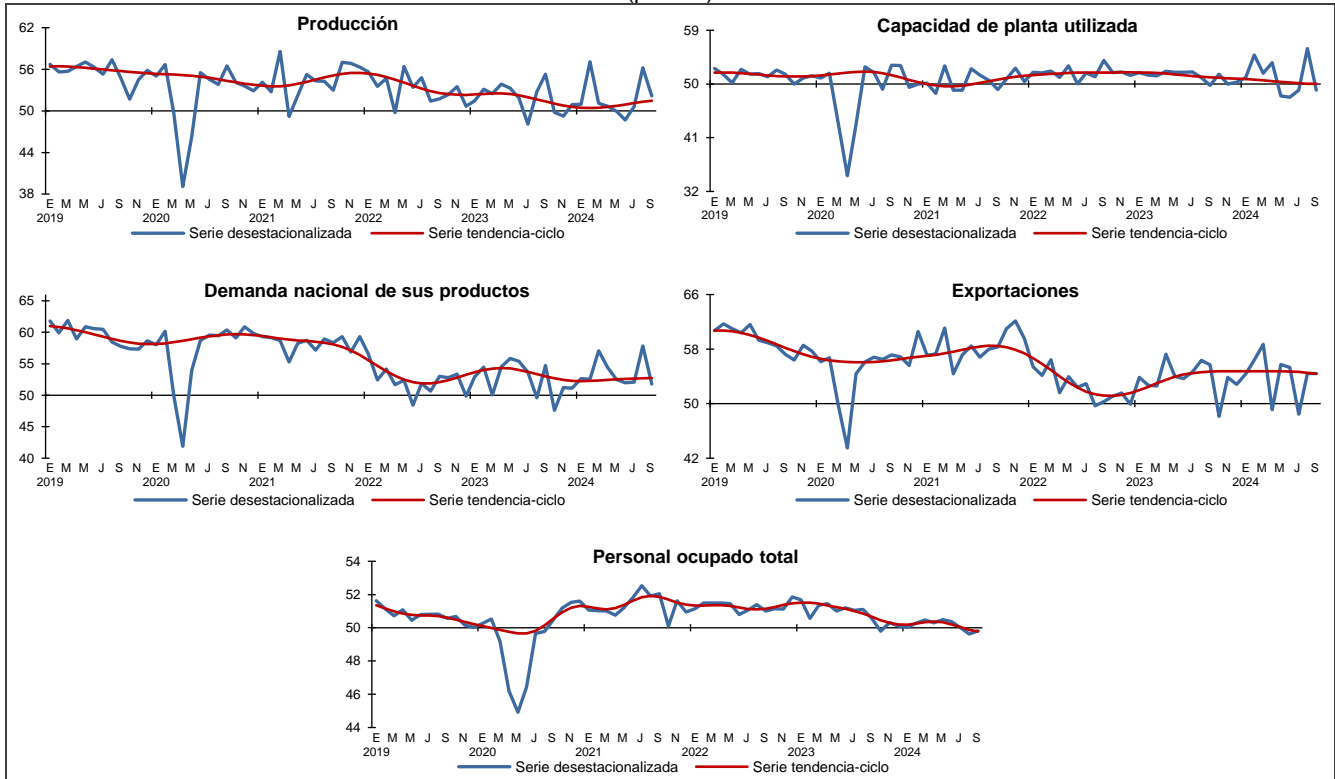 Producción
62
56
50
44
38
E M M J S N E M M J S N E M M J S N E M M J S N E M M J S N E M M J S
2019 2020 2021 2022 2023 2024
Serie desestacionalizada Serie tendencia-ciclo
Capacidad de planta utilizada
59
50
41
32
E M M J S N E M M J S N E M M J S N E M M J S N E M M J S N E M M J S
2019 2020 2021 2022 2023 2024
Serie desestacionalizada Serie tendencia-ciclo
Demanda nacional de sus productos
65
60
55
50
45
40
E M M J S N E M M J S N E M M J S N E M M J S N E M M J S N E M M J S
2019 2020 2021 2022 2023 2024
Serie desestacionalizada Serie tendencia-ciclo
Exportaciones
66
58
50
42
E M M J S N E M M J S N E M M J S N E M M J S N E M M J S N E M M J S
2019 2020 2021 2022 2023 2024
Serie desestacionalizada Serie tendencia-ciclo
Personal ocupado total
54
52
50
48
46
44
E M M J S N E M M J S N E M M J S N E M M J S N E M M J S N E M M J S
2019 2020 2021 2022 2023 2024
Serie desestacionalizada Serie tendencia-ciclo